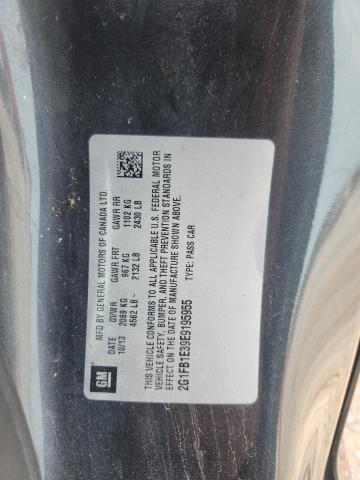 GM
MFD BY GENERAL MOTORS OF CANADA LTD.
DATE GVWR GAWR FRT GAWR RR
10/13 2069 KG 967 KG 1102 KG
4562 LB 2132 LB 2430 LB
THIS VEHICLE CONFORMS TO ALL APPLICABLE U.S. FEDERAL MOTOR
VEHICLE SAFETY, BUMPER, AND THEFT PREVENTION STANDARDS IN
EFFECT ON THE DATE OF MANUFACTURE SHOWN ABOVE.
2G1FB1E39E9195955 TYPE: PASS CAR